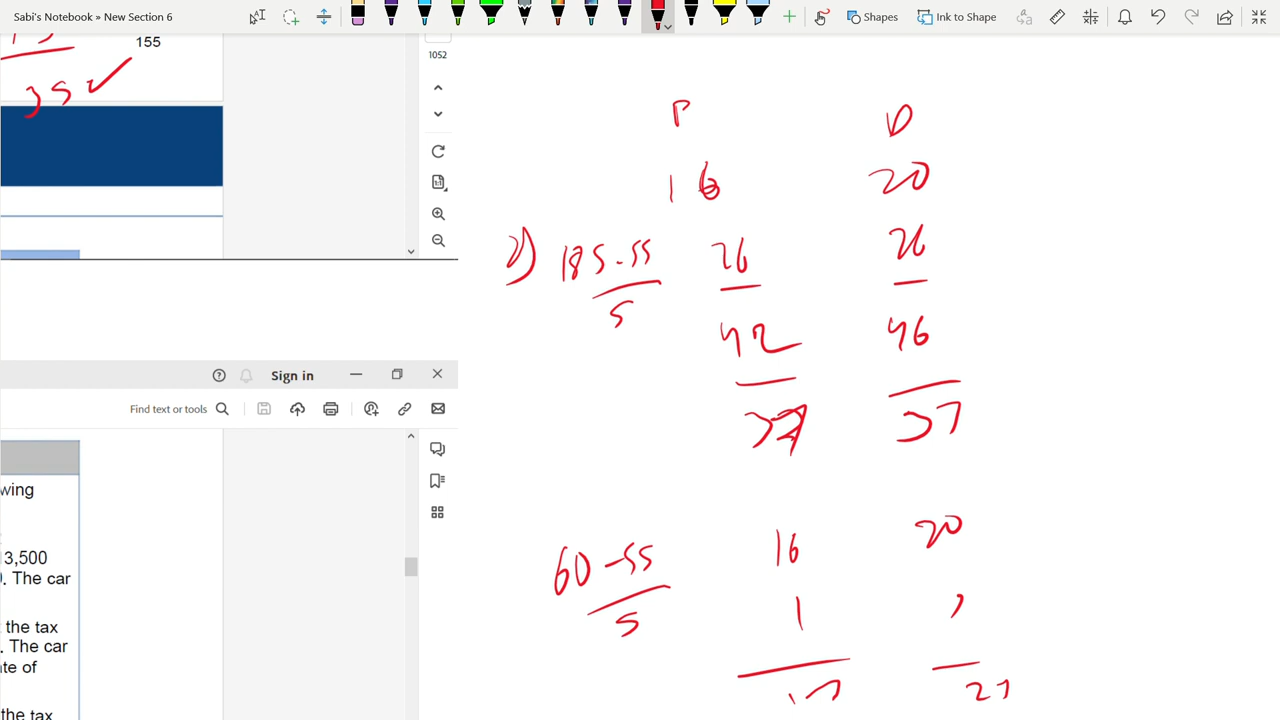 Sabi's Notebook » New Section 6
Shapes
Ink to Shape
155
35 ✓
1052
P D
16 20
2) 185-55 26 26
5
42 46
37 37
Sign in
Find text or tools
wing
3,500
. The car
the tax
. The car
te of
the tax
60-55 16 20
5 1
21